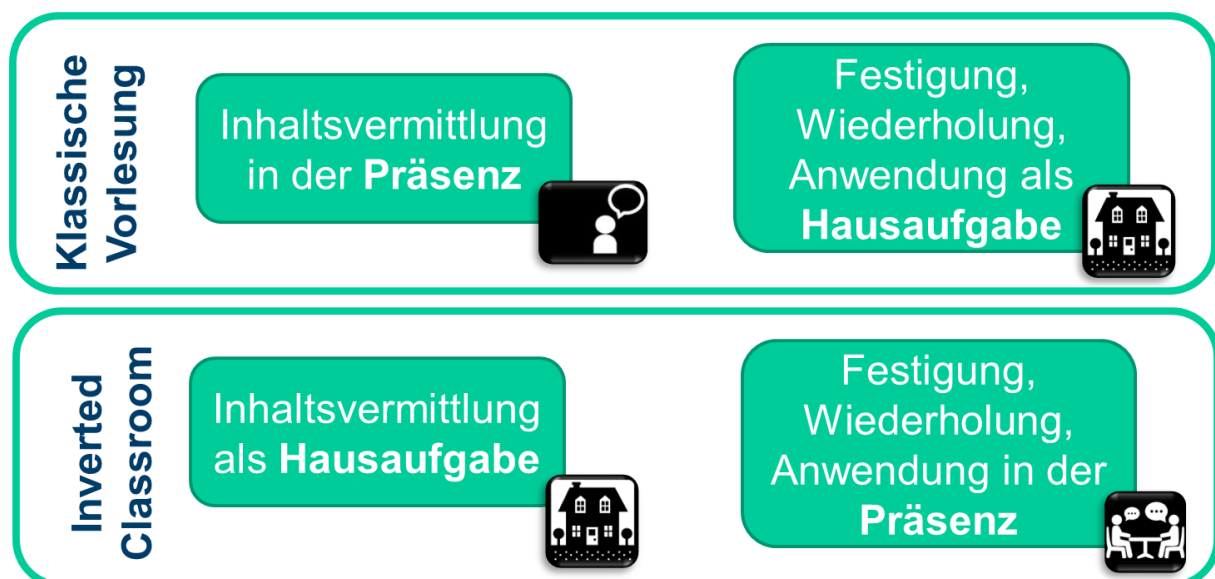 Klassische
Vorlesung
Inhaltsvermittlung
in der Präsenz
Festigung,
Wiederholung,
Anwendung als
Hausaufgabe
Inverted
Classroom
Inhaltsvermittlung
als Hausaufgabe
Festigung,
Wiederholung,
Anwendung in der
Präsenz